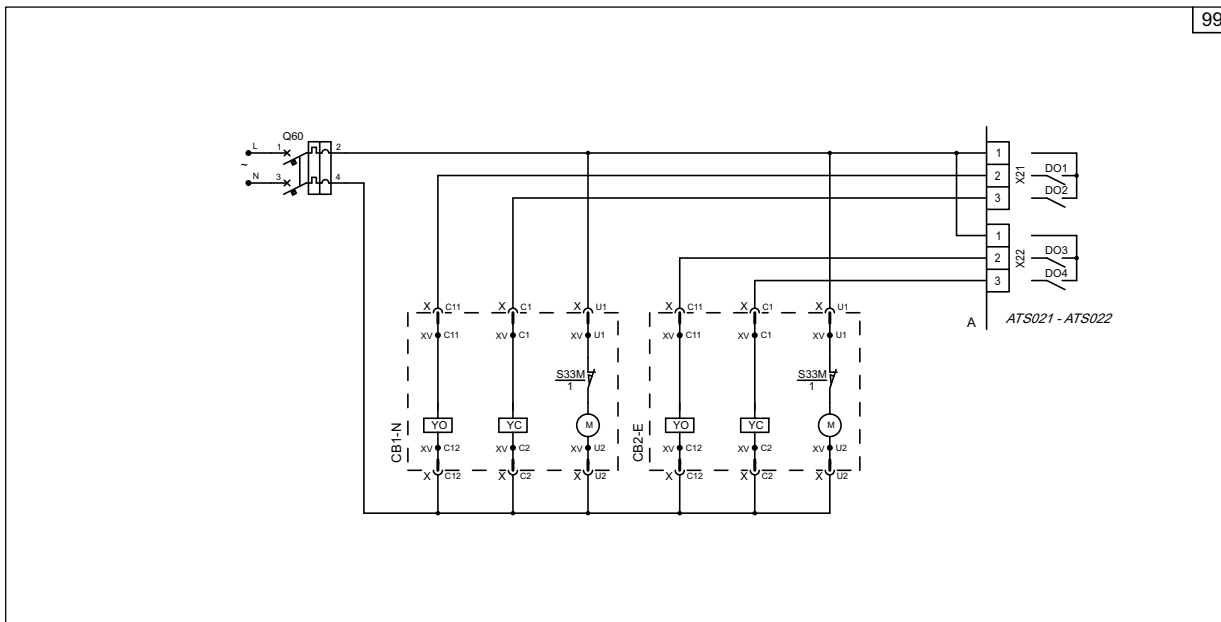 99
Q60
L 1 2
~
N 3 4
1
2 X21 DO1
3 DO2
1
2 X22 DO3
3 DO4
A ATS021 - ATS022
X C11 X C1 X U1 X C11 X C1 X U1
XV C11 XV C1 XV U1 XV C11 XV C1 XV U1
S33M S33M
1 1
CB1-N YO YC M CB2-E YO YC M
XV C12 XV C2 XV U2 XV C12 XV C2 XV U2
X C12 X C2 X U2 X C12 X C2 X U2